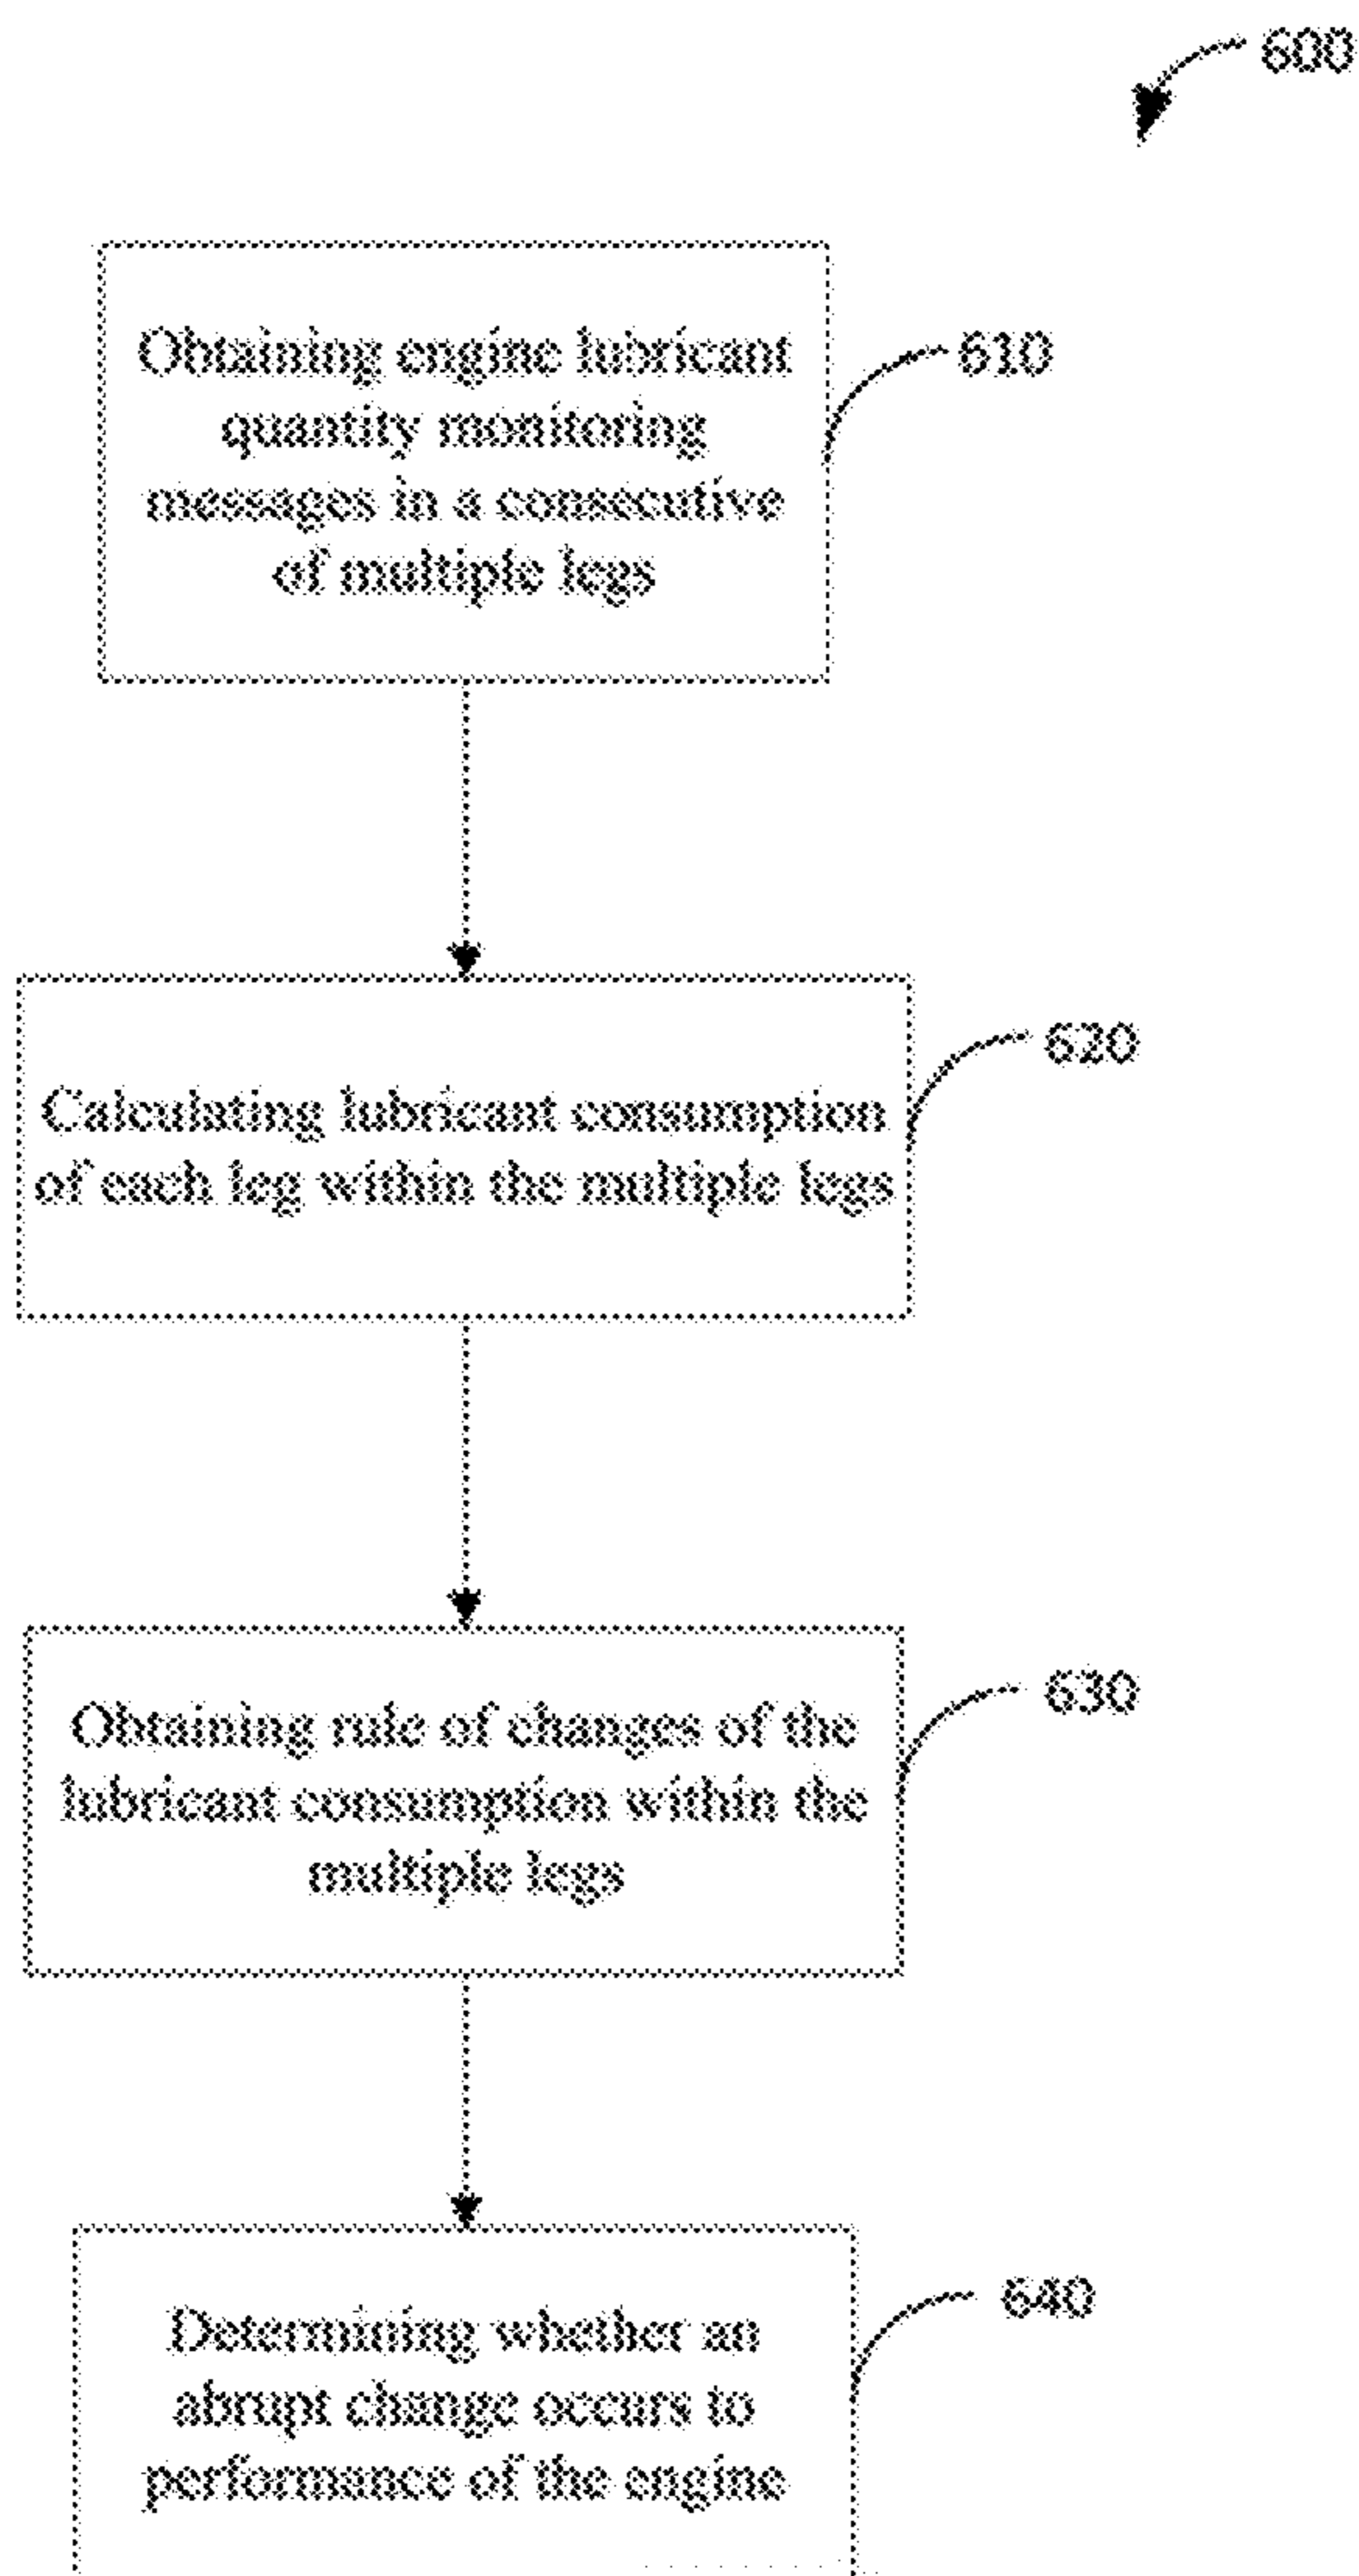 600
Obtaining engine lubricant
quantity monitoring
messages in a consecutive
of multiple legs
610
Calculating lubricant consumption
of each leg within the multiple legs
620
Obtaining rule of changes of the
lubricant consumption within the
multiple legs
630
Determining whether an
abrupt change occurs to
performance of the engine
640